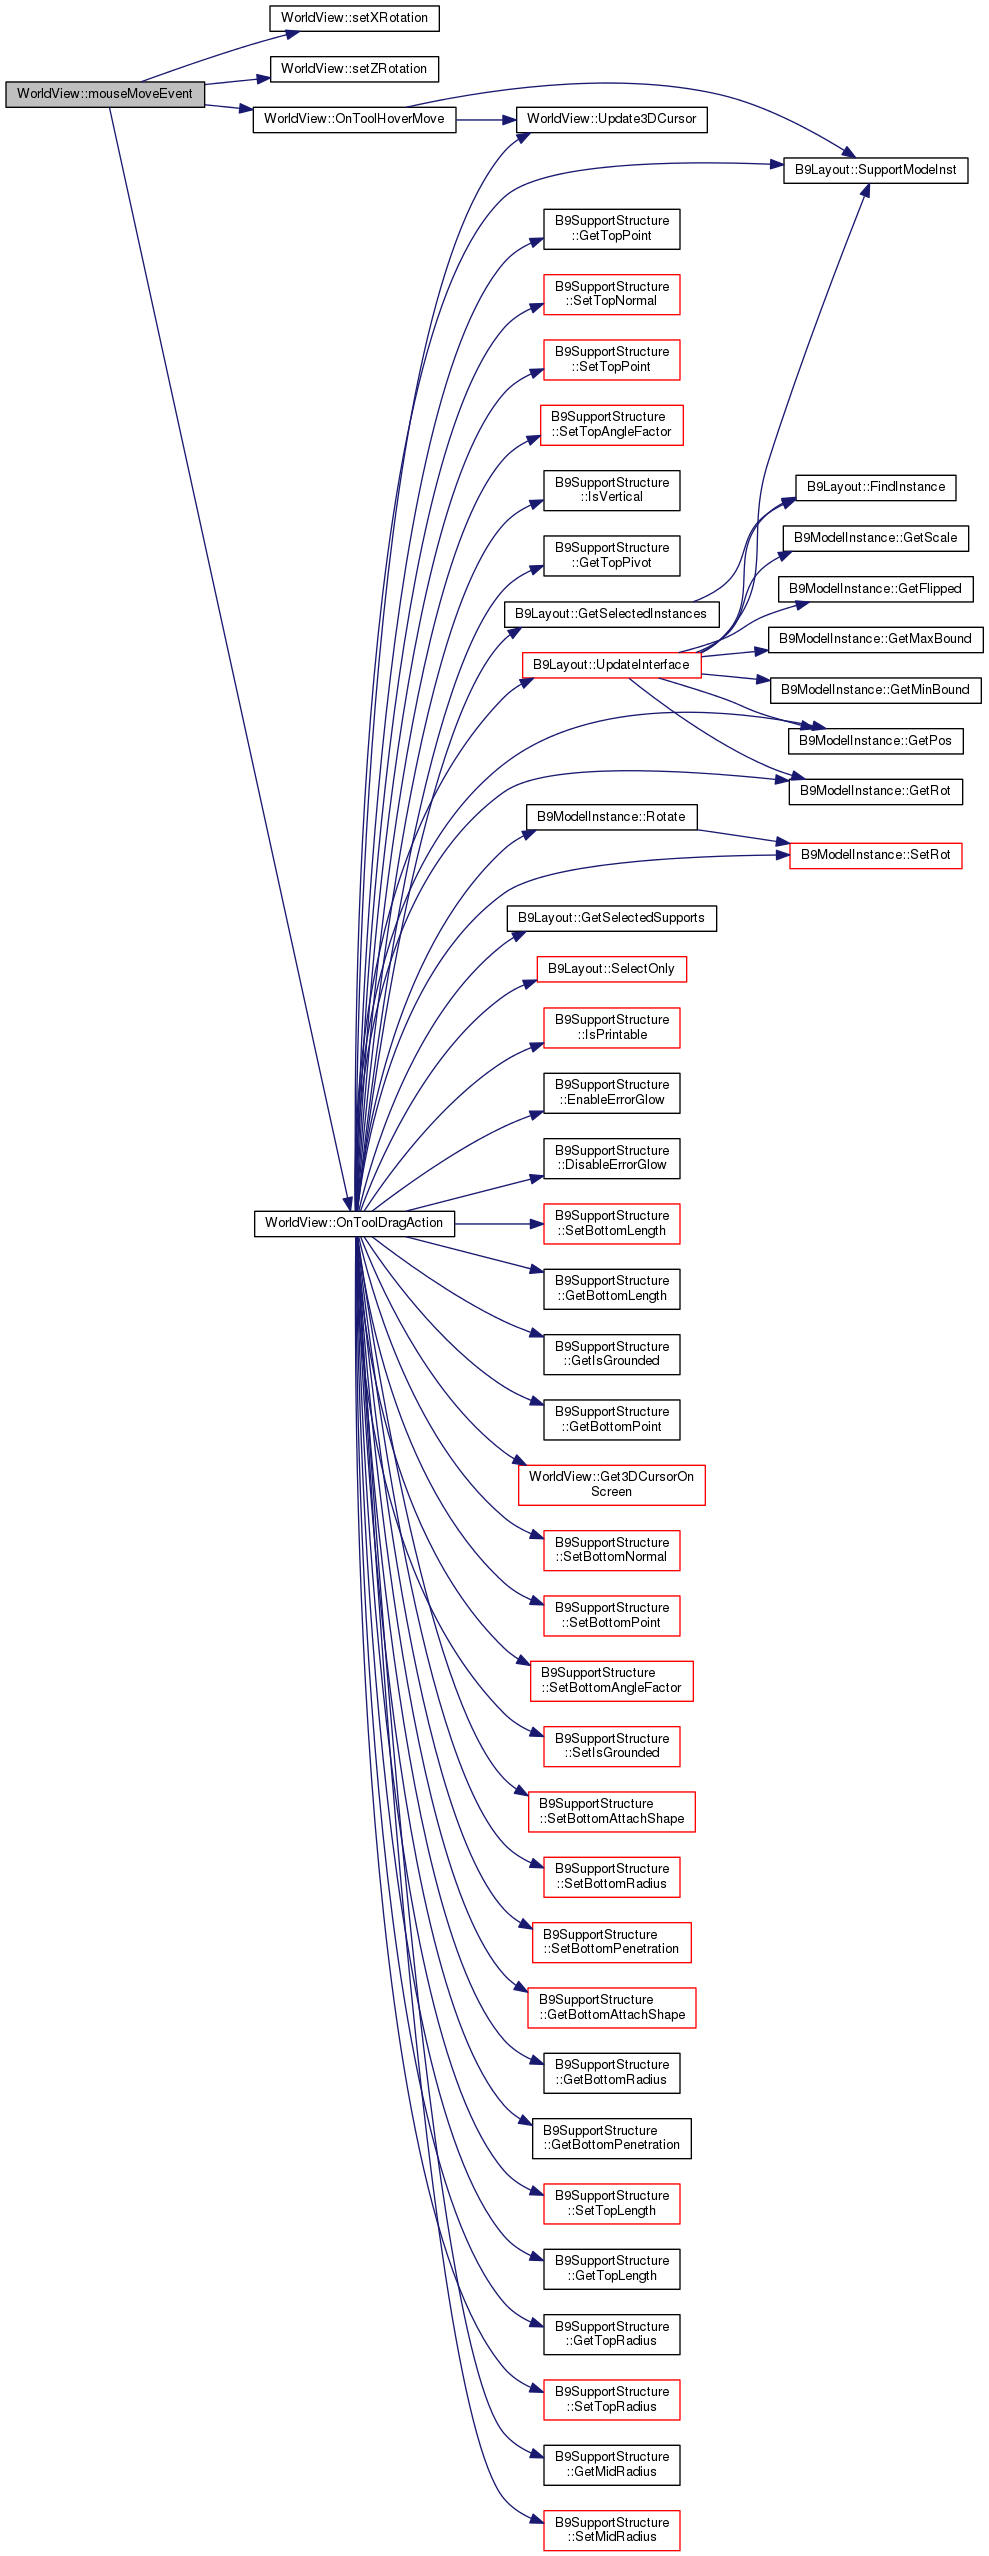 WorldView::setXRotation
WorldView::setZRotation
WorldView::mouseMoveEvent
WorldView::OnToolHoverMove
WorldView::Update3DCursor
B9Layout::SupportModeInst
B9SupportStructure
::GetTopPoint
B9SupportStructure
::SetTopNormal
B9SupportStructure
::SetTopPoint
B9SupportStructure
::SetTopAngleFactor
B9SupportStructure
::IsVertical
B9Layout::FindInstance
B9ModelInstance::GetScale
B9SupportStructure
::GetTopPivot
B9ModelInstance::GetFlipped
B9Layout::GetSelectedInstances
B9ModelInstance::GetMaxBound
B9Layout::UpdateInterface
B9ModelInstance::GetMinBound
B9ModelInstance::GetPos
B9ModelInstance::GetRot
B9ModelInstance::Rotate
B9ModelInstance::SetRot
B9Layout::GetSelectedSupports
B9Layout::SelectOnly
B9SupportStructure
::IsPrintable
B9SupportStructure
::EnableErrorGlow
B9SupportStructure
::DisableErrorGlow
WorldView::OnToolDragAction
B9SupportStructure
::SetBottomLength
B9SupportStructure
::GetBottomLength
B9SupportStructure
::GetIsGrounded
B9SupportStructure
::GetBottomPoint
WorldView::Get3DCursorOn
Screen
B9SupportStructure
::SetBottomNormal
B9SupportStructure
::SetBottomPoint
B9SupportStructure
::SetBottomAngleFactor
B9SupportStructure
::SetIsGrounded
B9SupportStructure
::SetBottomAttachShape
B9SupportStructure
::SetBottomRadius
B9SupportStructure
::SetBottomPenetration
B9SupportStructure
::GetBottomAttachShape
B9SupportStructure
::GetBottomRadius
B9SupportStructure
::GetBottomPenetration
B9SupportStructure
::SetTopLength
B9SupportStructure
::GetTopLength
B9SupportStructure
::GetTopRadius
B9SupportStructure
::SetTopRadius
B9SupportStructure
::GetMidRadius
B9SupportStructure
::SetMidRadius